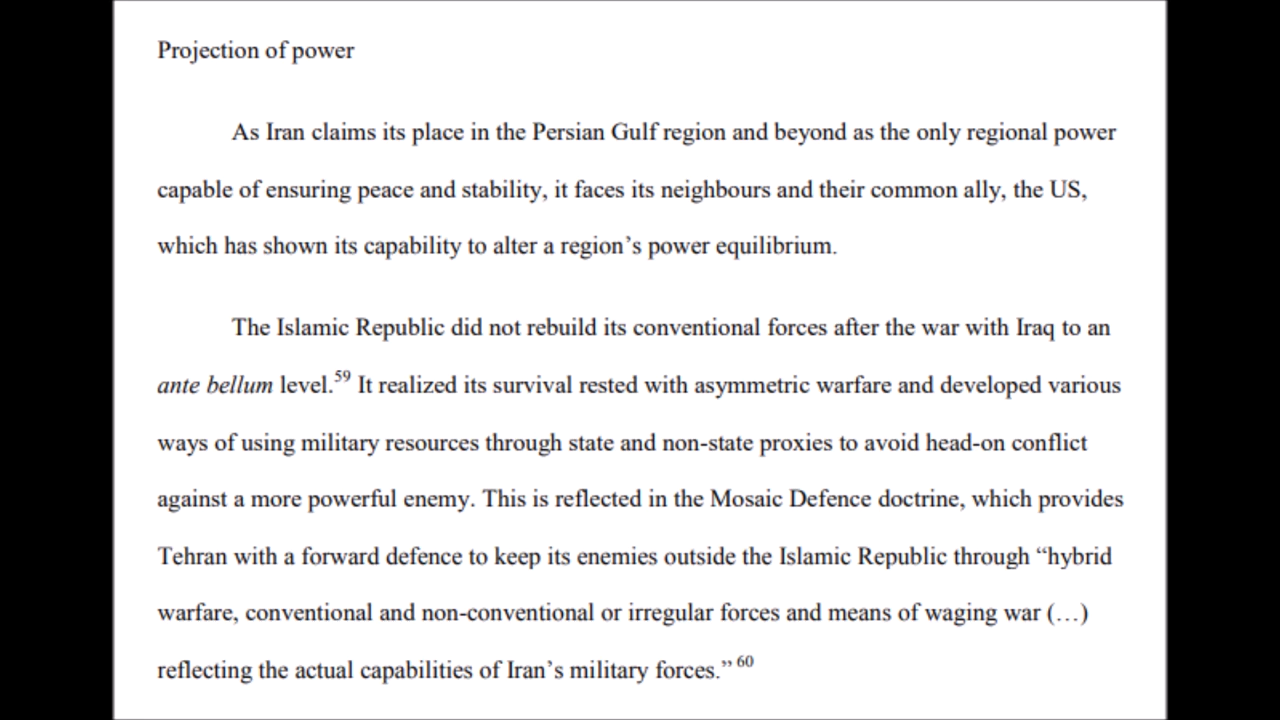 Projection of power
As Iran claims its place in the Persian Gulf region and beyond as the only regional power
capable of ensuring peace and stability, it faces its neighbours and their common ally, the US,
which has shown its capability to alter a region’s power equilibrium.
The Islamic Republic did not rebuild its conventional forces after the war with Iraq to an
ante bellum level.59 It realized its survival rested with asymmetric warfare and developed various
ways of using military resources through state and non-state proxies to avoid head-on conflict
against a more powerful enemy. This is reflected in the Mosaic Defence doctrine, which provides
Tehran with a forward defence to keep its enemies outside the Islamic Republic through “hybrid
warfare, conventional and non-conventional or irregular forces and means of waging war (…)
reflecting the actual capabilities of Iran’s military forces.” 60